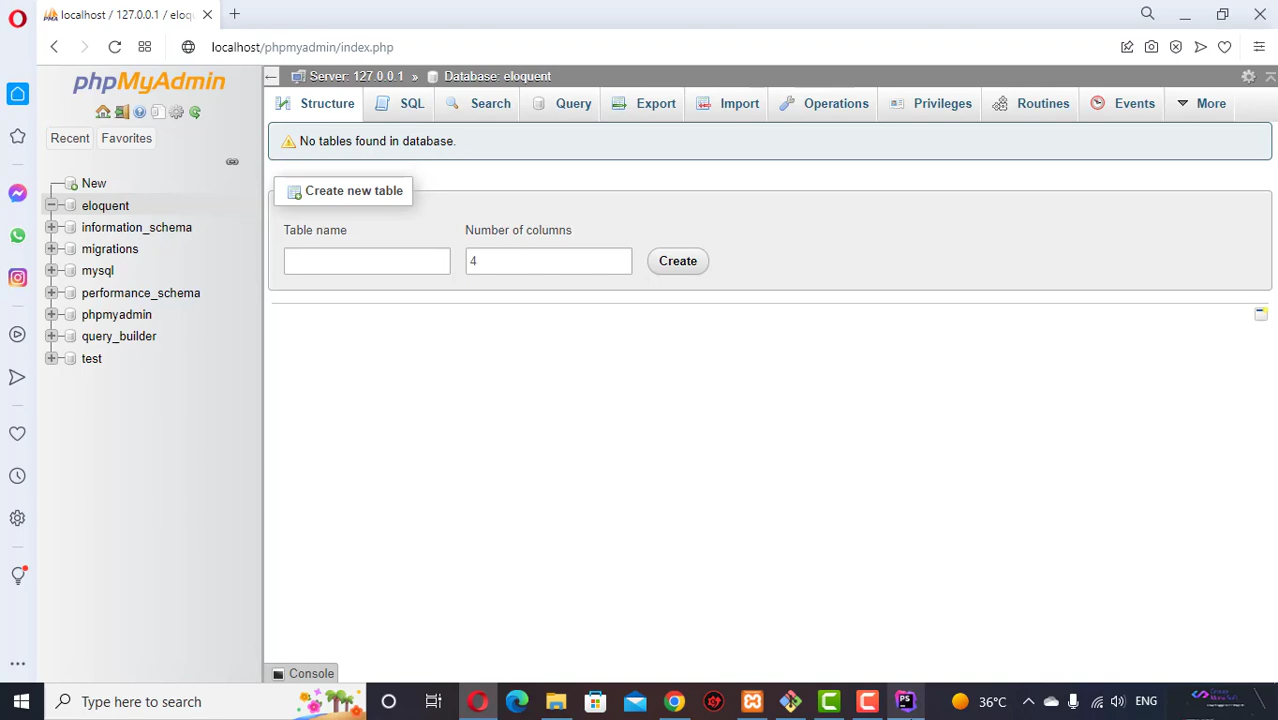 localhost / 127.0.0.1 / eloq
localhost/phpmyadmin/index.php
phpMyAdmin
Server: 127.0.0.1 » Database: eloquent
Structure SQL Search Query Export Import Operations Privileges Routines Events More
Recent Favorites
No tables found in database.
New
eloquent
information_schema
migrations
mysql
performance_schema
phpmyadmin
query_builder
test
Create new table
Table name Number of columns
4 Create
Console
Type here to search
36°C ENG